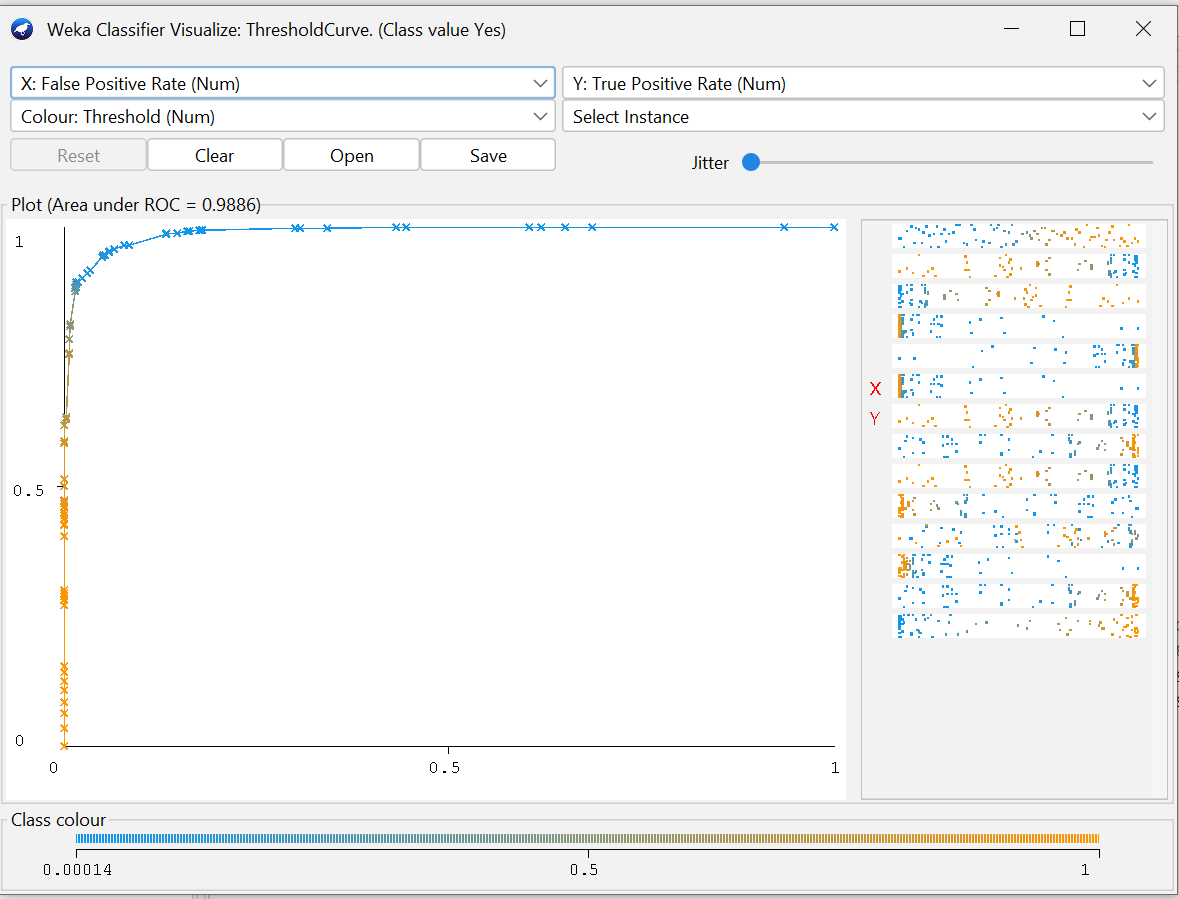 Weka Classifier Visualize: ThresholdCurve. (Class value Yes)
X: False Positive Rate (Num)
Y: True Positive Rate (Num)
Colour: Threshold (Num)
Select Instance
Reset
Clear
Open
Save
Jitter
Plot (Area under ROC = 0.9886)
1
0.5
0
0
0.5
1
X
Y
Class colour
0.00014
0.5
1